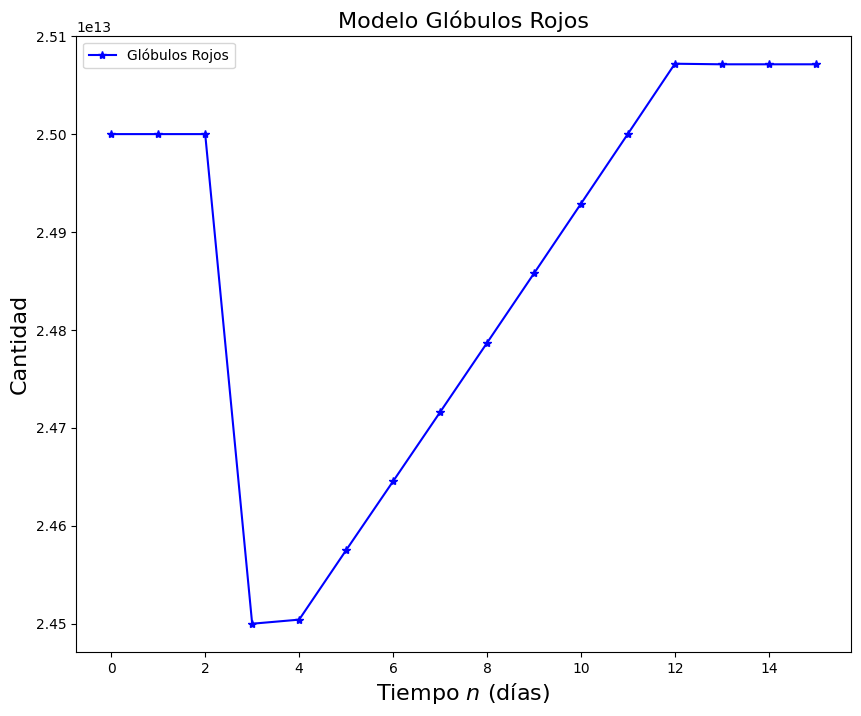 Modelo Glóbulos Rojos
1e13
Glóbulos Rojos
2.51
2.50
2.49
2.48
2.47
2.46
2.45
Cantidad
0 2 4 6 8 10 12 14
Tiempo n (días)